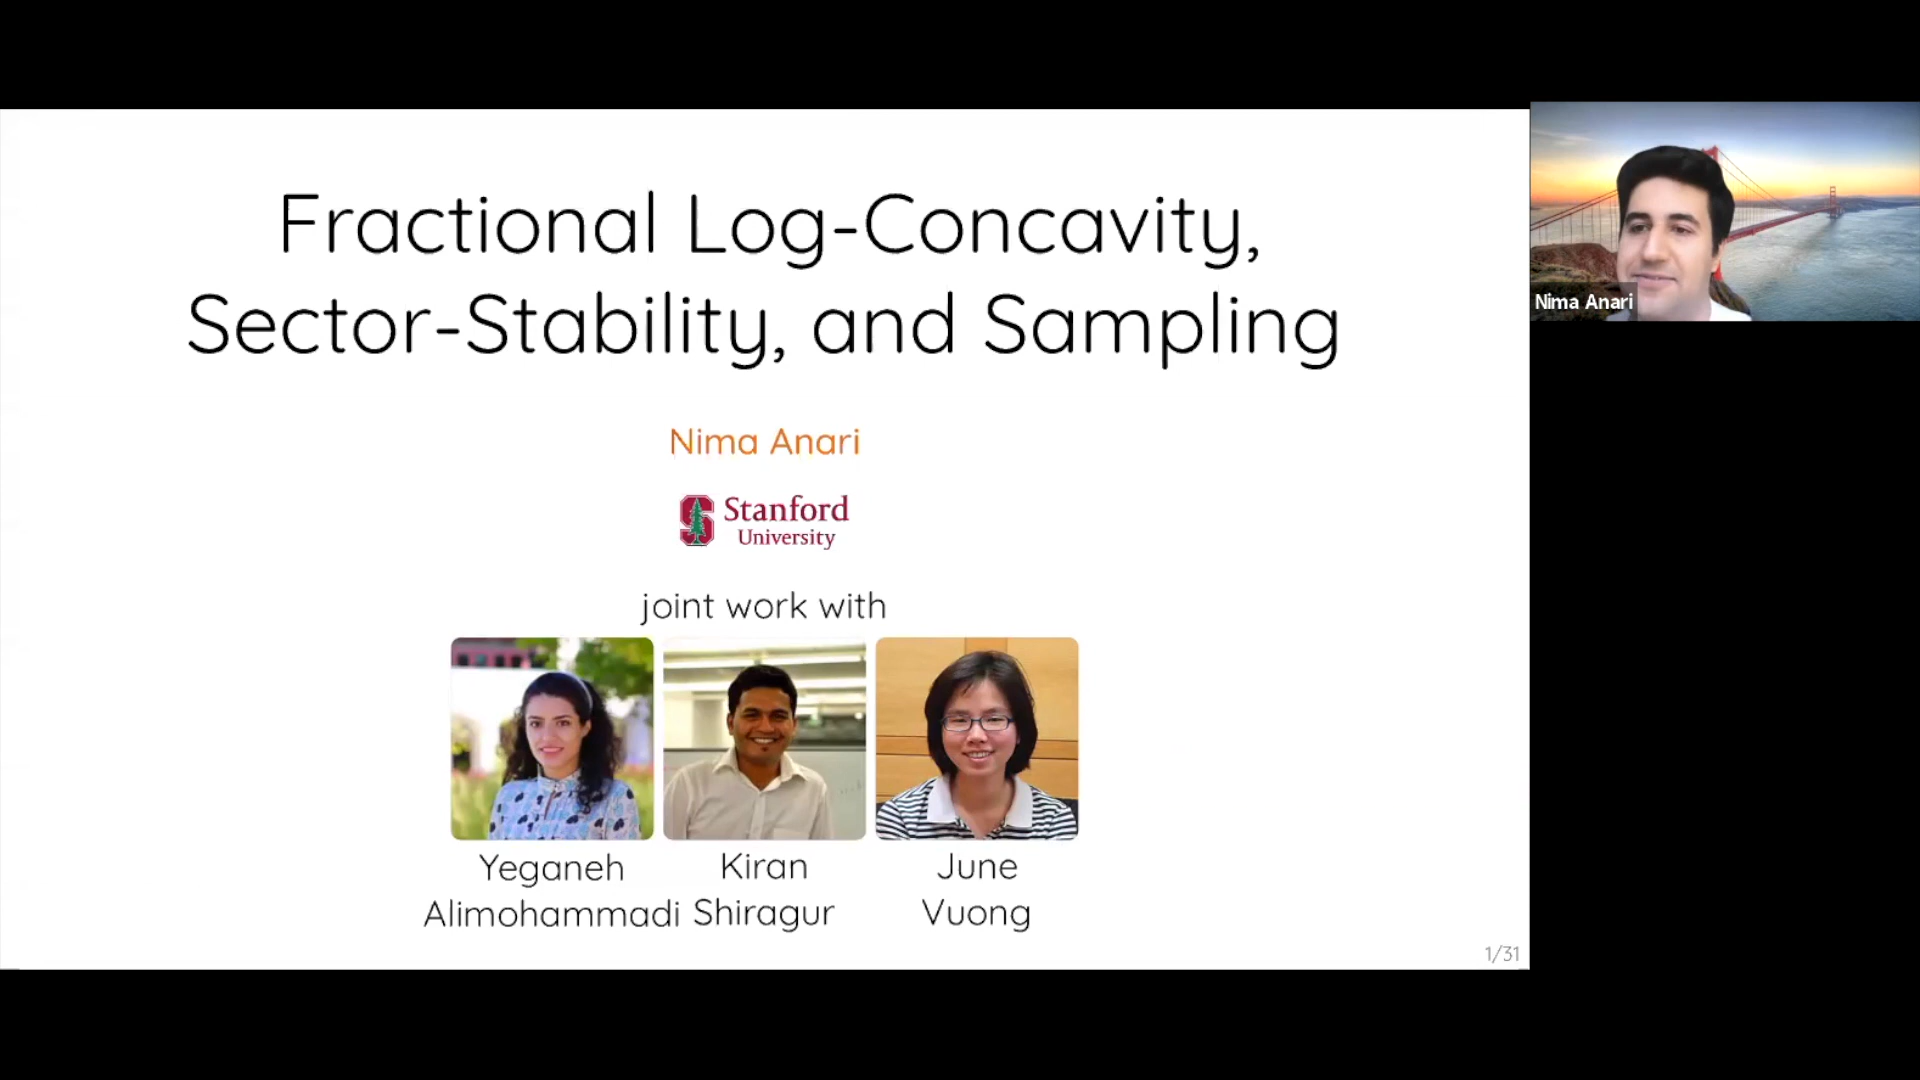 Fractional Log-Concavity,
Sector-Stability, and Sampling
Nima Anari
Stanford
University
joint work with
Yeganeh
Alimohammadi
Kiran
Shiragur
June
Vuong
1/31
Nima Anari